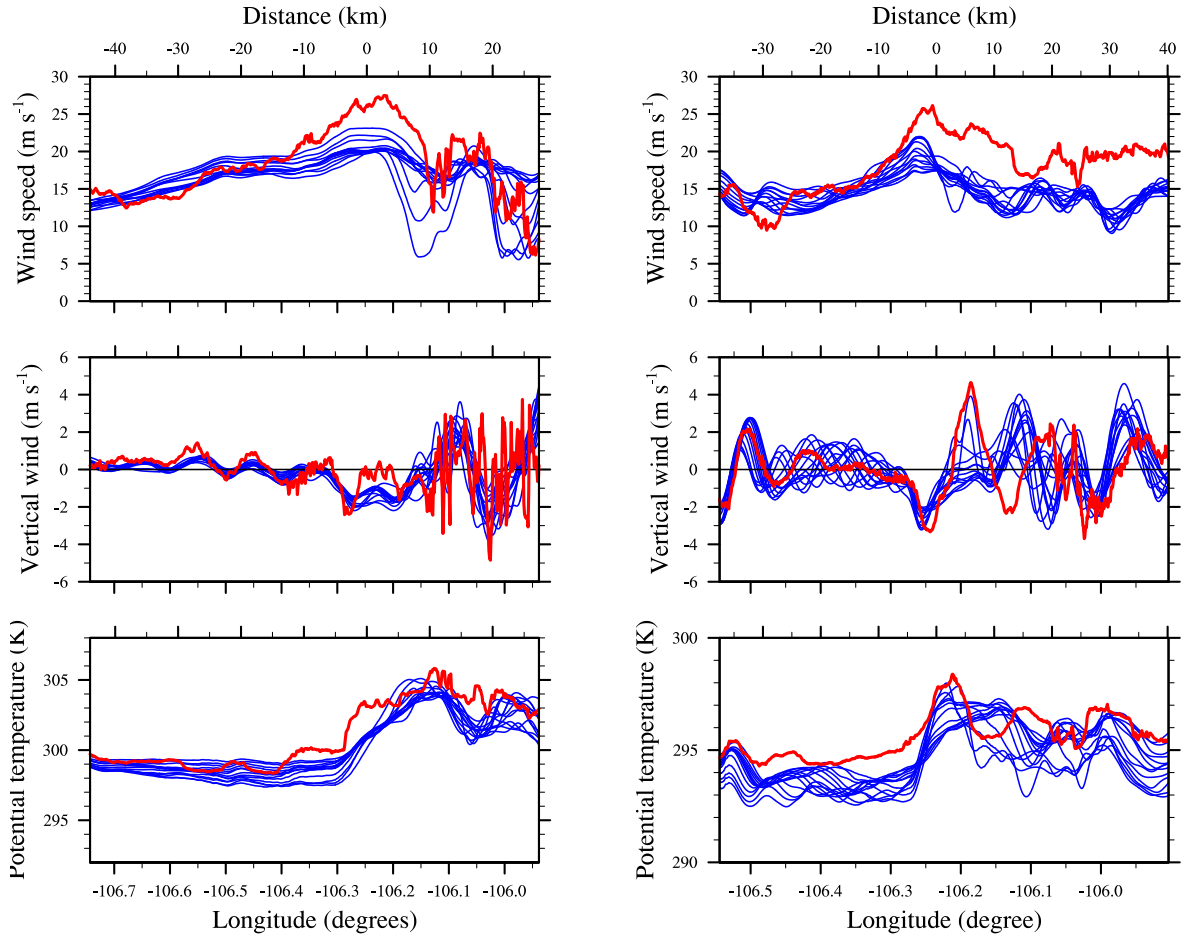 Distance (km)
-40 -30 -20 -10 0 10 20
Wind speed (m s-1)
30
25
20
15
10
5
0
Vertical wind (m s-1)
6
4
2
0
-2
-4
-6
Potential temperature (K)
305
300
295
-106.7 -106.6 -106.5 -106.4 -106.3 -106.2 -106.1 -106.0
Longitude (degrees)
Distance (km)
-30 -20 -10 0 10 20 30 40
Wind speed (m s-1)
30
25
20
15
10
5
0
Vertical wind (m s-1)
6
4
2
0
-2
-4
-6
Potential temperature (K)
300
295
290
-106.5 -106.4 -106.3 -106.2 -106.1 -106.0
Longitude (degree)